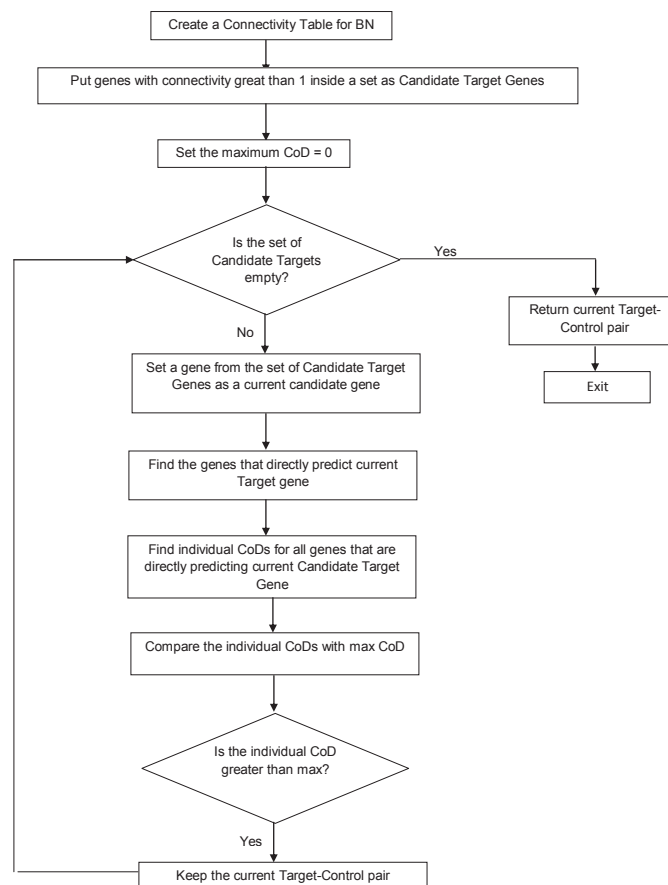 Create a Connectivity Table for BN
Put genes with connectivity great than 1 inside a set as Candidate Target Genes
Set the maximum CoD = 0
Is the set of
Candidate Targets
empty?
Yes
Return current Target-
Control pair
Exit
No
Set a gene from the set of Candidate Target
Genes as a current candidate gene
Find the genes that directly predict current
Target gene
Find individual CoDs for all genes that are
directly predicting current Candidate Target
Gene
Compare the individual CoDs with max CoD
Is the individual CoD
greater than max?
Yes
Keep the current Target-Control pair